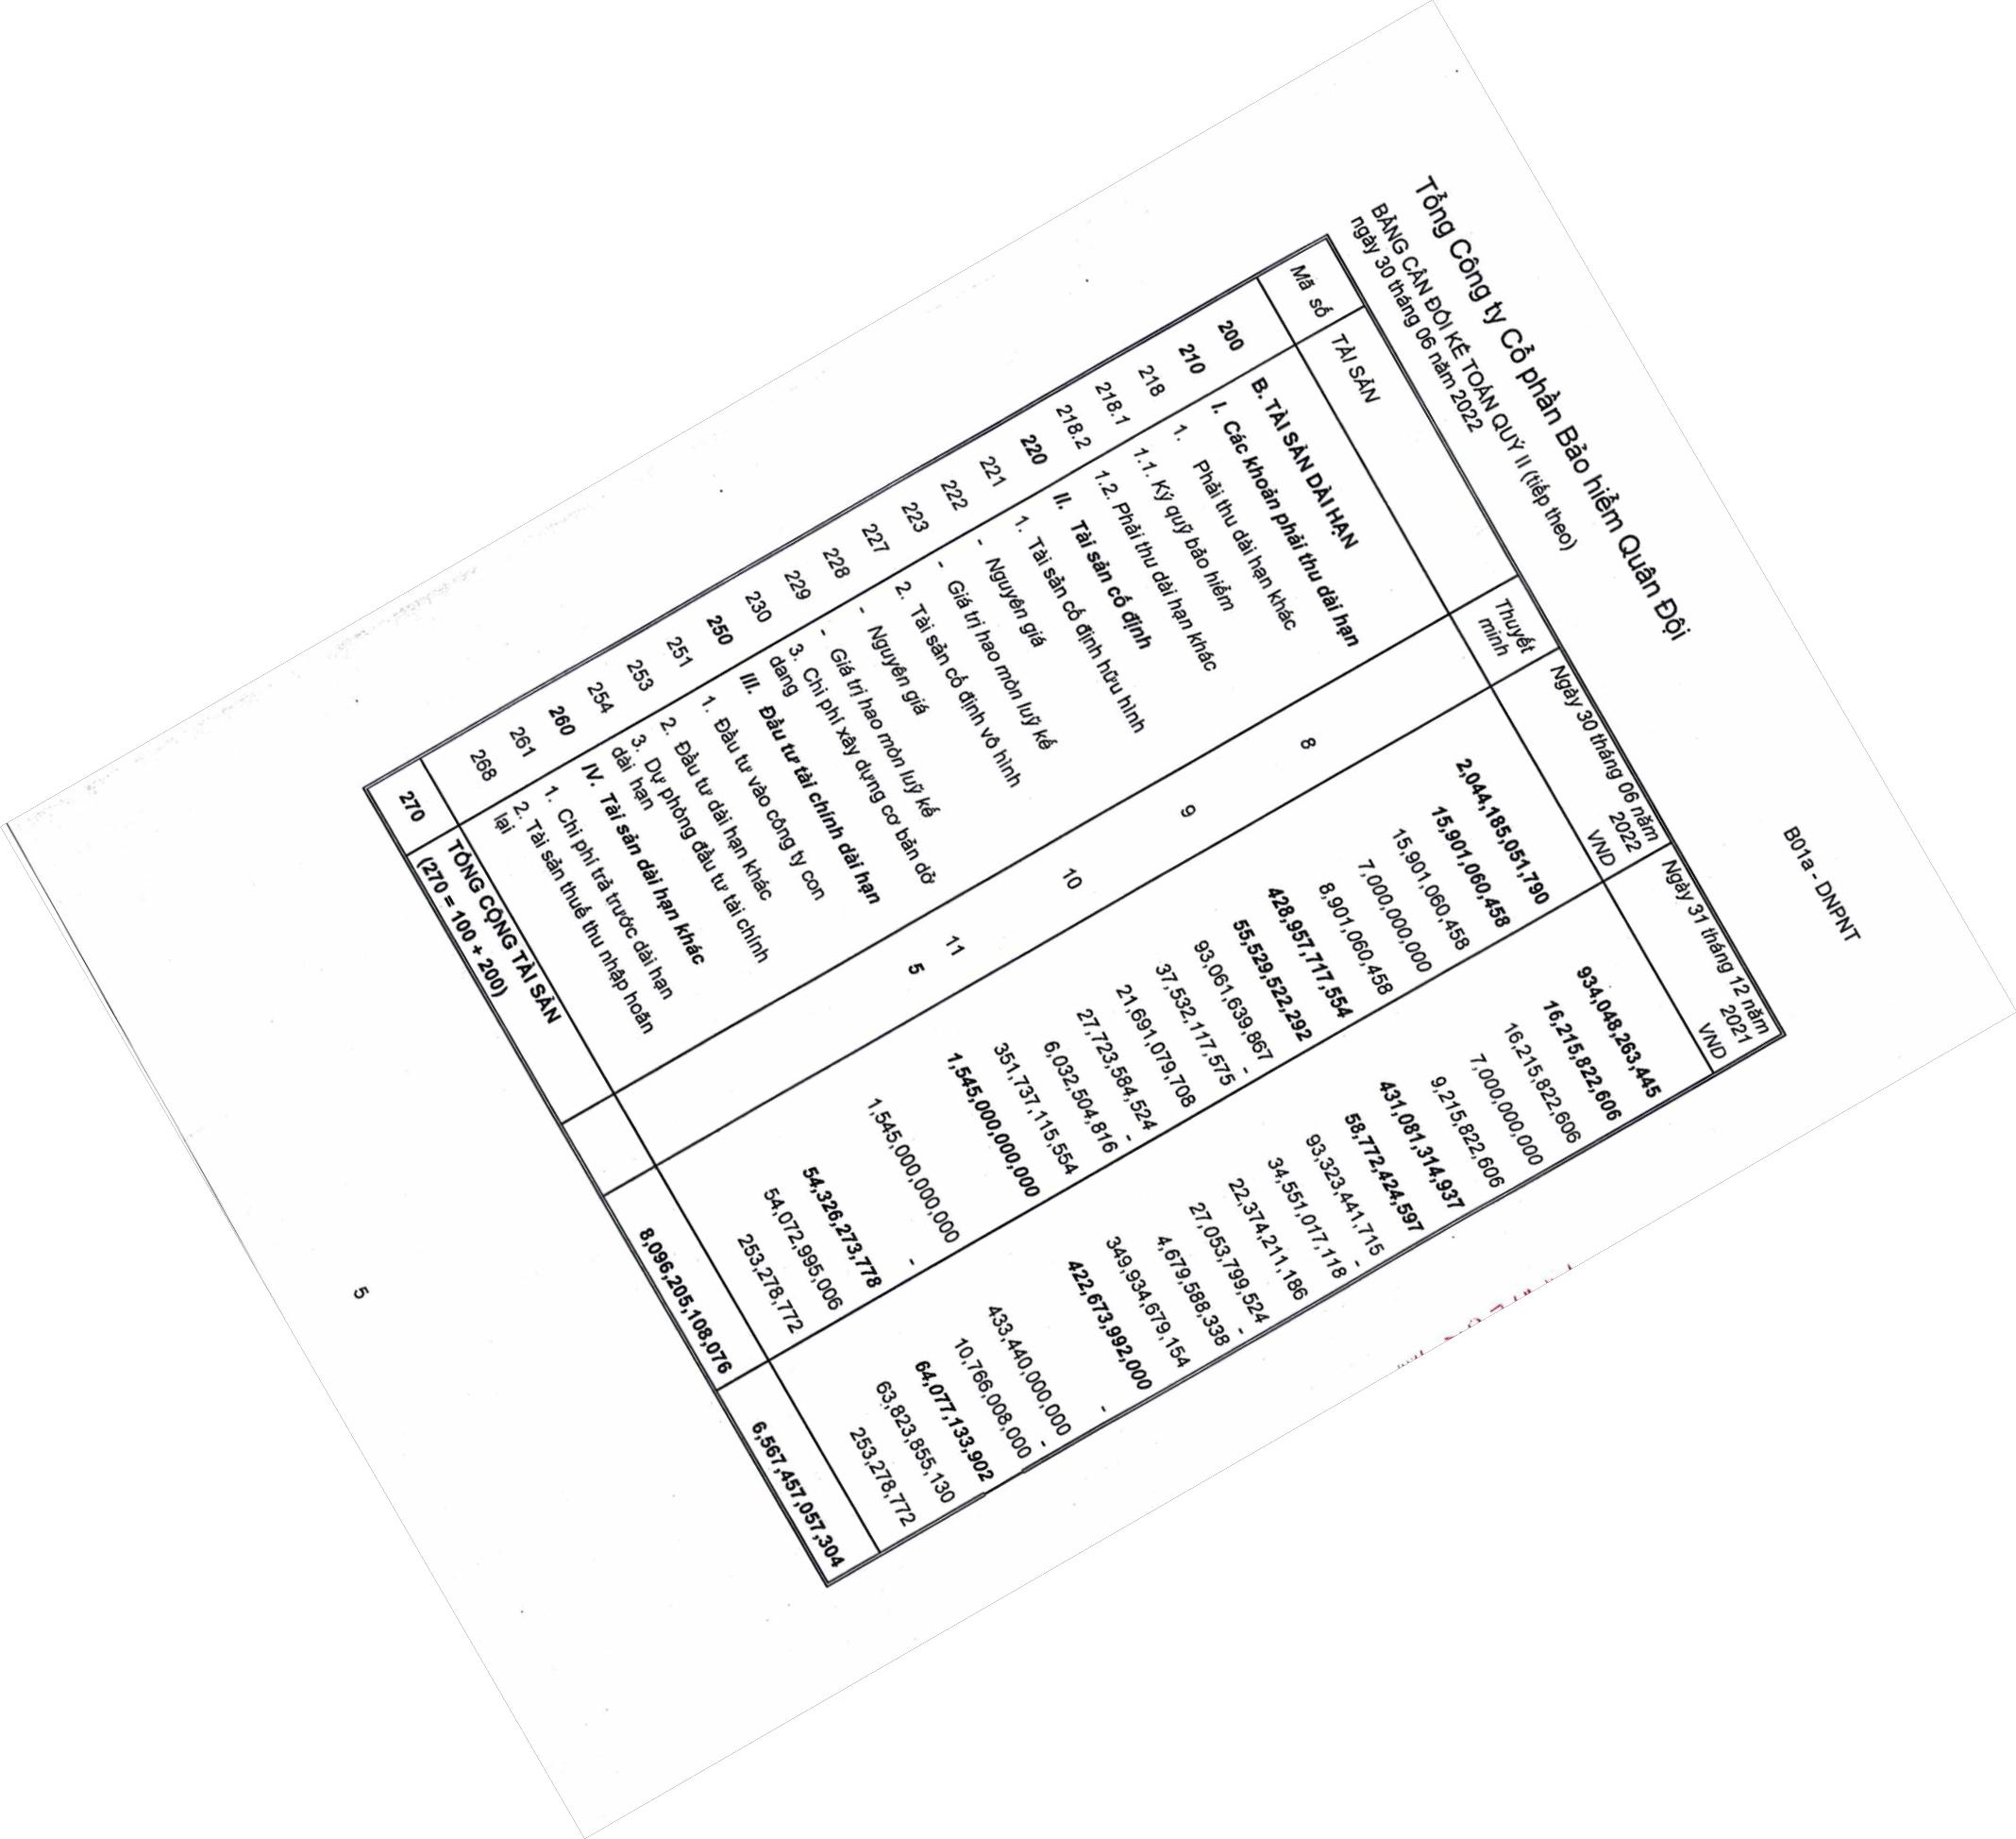 Tổng Công ty Cổ phần Bảo hiểm Quân Đội
BẢNG CÂN ĐỐI KẾ TOÁN QUÝ II (tiếp theo)
ngày 30 tháng 06 năm 2022
B01a - DNPNT
Mã số TÀI SẢN Thuyết minh Ngày 30 tháng 06 năm 2022 VND Ngày 31 tháng 12 năm 2021 VND
200 B. TÀI SẢN DÀI HẠN 2,044,185,051,790 934,048,263,445
210 I. Các khoản phải thu dài hạn 15,901,060,458 16,215,822,606
218 1. Phải thu dài hạn khác 15,901,060,458 16,215,822,606
218.1 1.1. Ký quỹ bảo hiểm 8 7,000,000,000 7,000,000,000
218.2 1.2. Phải thu dài hạn khác 8,901,060,458 9,215,822,606
220 II. Tài sản cố định 428,957,717,554 431,081,314,937
221 1. Tài sản cố định hữu hình 9 55,529,522,292 58,772,424,597
222 - Nguyên giá 93,061,639,867 93,323,441,715
223 - Giá trị hao mòn luỹ kế - 37,532,117,575 - 34,551,017,118
227 2. Tài sản cố định vô hình 10 21,691,079,708 22,374,211,186
228 - Nguyên giá 27,723,584,524 27,053,799,524
229 - Giá trị hao mòn luỹ kế - 6,032,504,816 - 4,679,588,338
230 3. Chi phí xây dựng cơ bản dở dang 11 351,737,115,554 349,934,679,154
250 III. Đầu tư tài chính dài hạn 5 1,545,000,000,000 422,673,992,000
251 1. Đầu tư vào công ty con -
253 2. Đầu tư dài hạn khác 1,545,000,000,000 433,440,000,000
254 3. Dự phòng đầu tư tài chính dài hạn - - 10,766,008,000
260 IV. Tài sản dài hạn khác 54,326,273,778 64,077,133,902
261 1. Chi phí trả trước dài hạn 54,072,995,006 63,823,855,130
268 2. Tài sản thuế thu nhập hoãn lại 253,278,772 253,278,772
270 TỔNG CỘNG TÀI SẢN
(270 = 100 + 200) 8,096,205,108,076 6,567,457,057,304
5